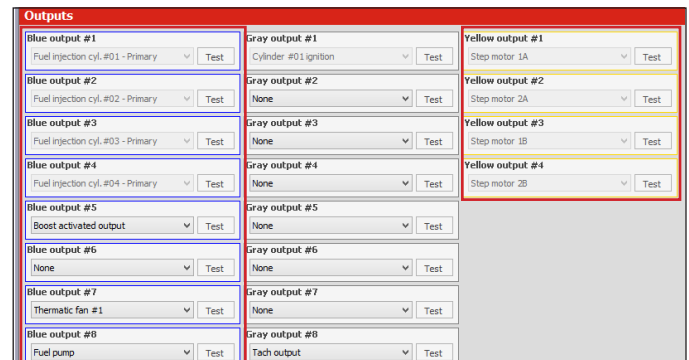 Outputs
Blue output #1
Fuel injection cyl. #01 - Primary Test
Blue output #2
Fuel injection cyl. #02 - Primary Test
Blue output #3
Fuel injection cyl. #03 - Primary Test
Blue output #4
Fuel injection cyl. #04 - Primary Test
Blue output #5
Boost activated output Test
Blue output #6
None Test
Blue output #7
Thermatic fan #1 Test
Blue output #8
Fuel pump Test
Gray output #1
Cylinder #01 ignition Test
Gray output #2
None Test
Gray output #3
None Test
Gray output #4
None Test
Gray output #5
None Test
Gray output #6
None Test
Gray output #7
None Test
Gray output #8
Tach output Test
Yellow output #1
Step motor 1A Test
Yellow output #2
Step motor 2A Test
Yellow output #3
Step motor 1B Test
Yellow output #4
Step motor 2B Test